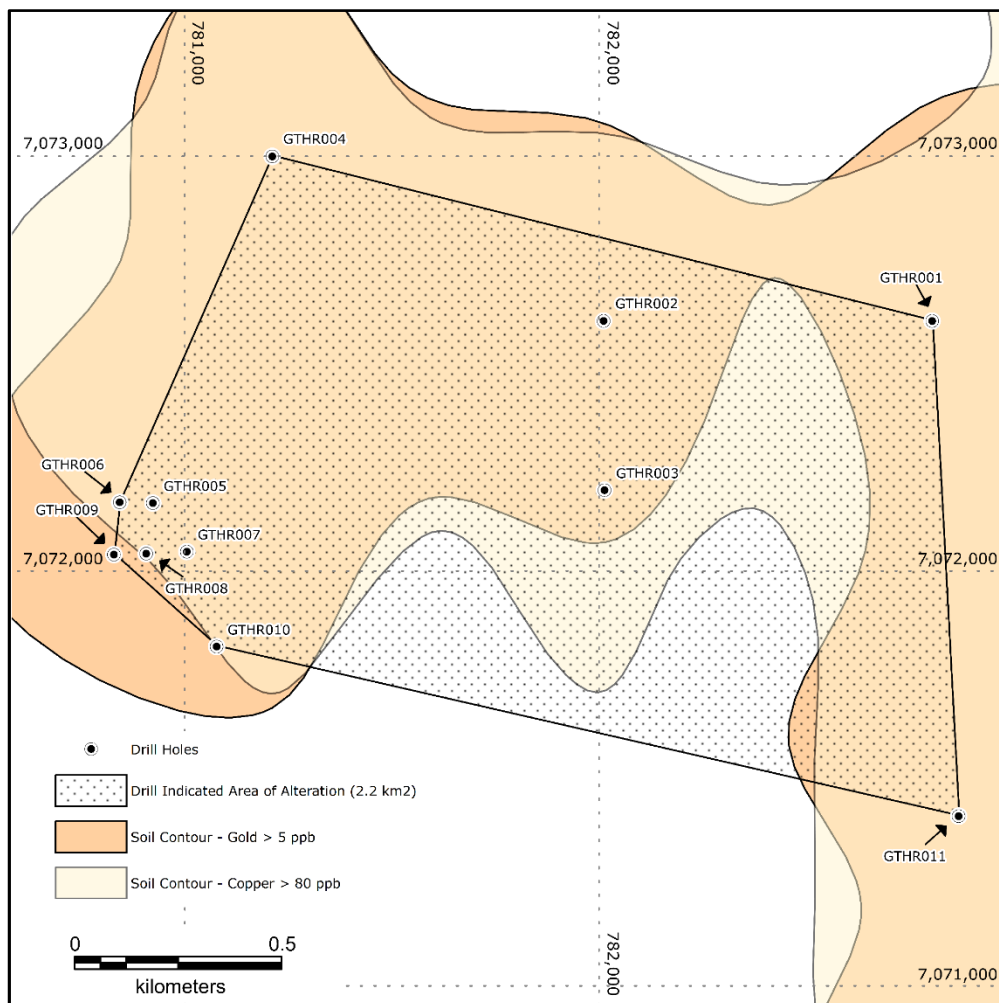 781,000
782,000
7,073,000
GTHR004
7,073,000
GTHR001
GTHR002
GTHR006
GTHR005
GTHR003
GTHR009
GTHR007
7,072,000
7,072,000
GTHR008
GTHR010
Drill Holes
Drill Indicated Area of Alteration (2.2 km2)
Soil Contour - Gold > 5 ppb
GTHR011
Soil Contour - Copper > 80 ppb
0
0.5
kilometers
782,000
7,071,000